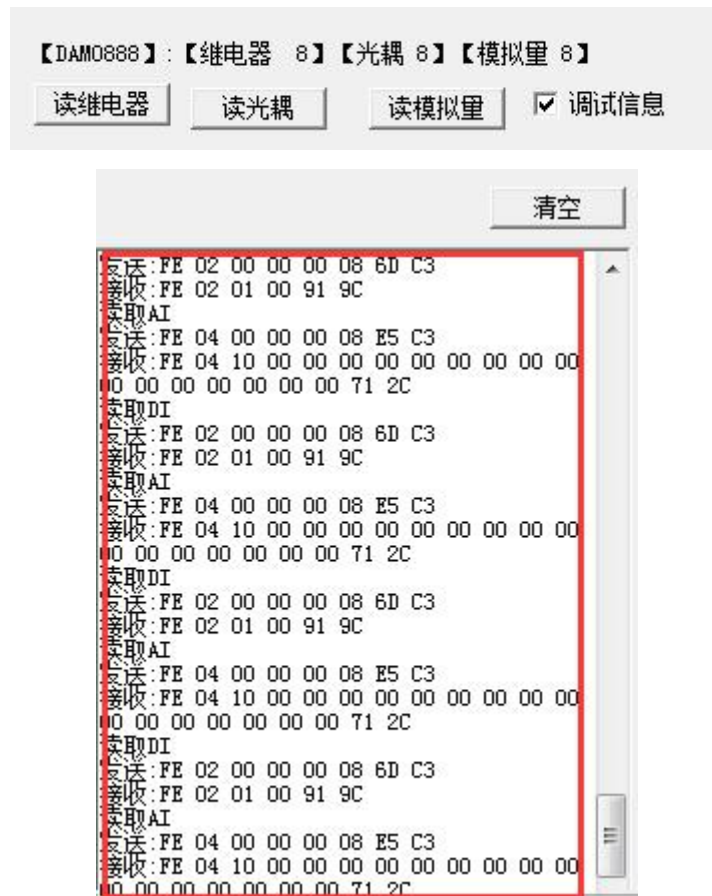 【DAM0888】:【继电器 8】【光耦 8】【模拟量 8】
读继电器 读光耦 读模拟量 调试信息
清空
发送:FE 02 00 00 00 08 6D C3
接收:FE 02 01 00 91 9C
读取AI
发送:FE 04 00 00 00 08 E5 C3
接收:FE 04 10 00 00 00 00 00 00 00 00 00
00 00 00 00 00 00 00 71 2C
读取DI
发送:FE 02 00 00 00 08 6D C3
接收:FE 02 01 00 91 9C
读取AI
发送:FE 04 00 00 00 08 E5 C3
接收:FE 04 10 00 00 00 00 00 00 00 00 00
00 00 00 00 00 00 00 71 2C
读取DI
发送:FE 02 00 00 00 08 6D C3
接收:FE 02 01 00 91 9C
读取AI
发送:FE 04 00 00 00 08 E5 C3
接收:FE 04 10 00 00 00 00 00 00 00 00 00
00 00 00 00 00 00 00 71 2C
读取DI
发送:FE 02 00 00 00 08 6D C3
接收:FE 02 01 00 91 9C
读取AI
发送:FE 04 00 00 00 08 E5 C3
接收:FE 04 10 00 00 00 00 00 00 00 00 00
00 00 00 00 00 00 00 71 2C